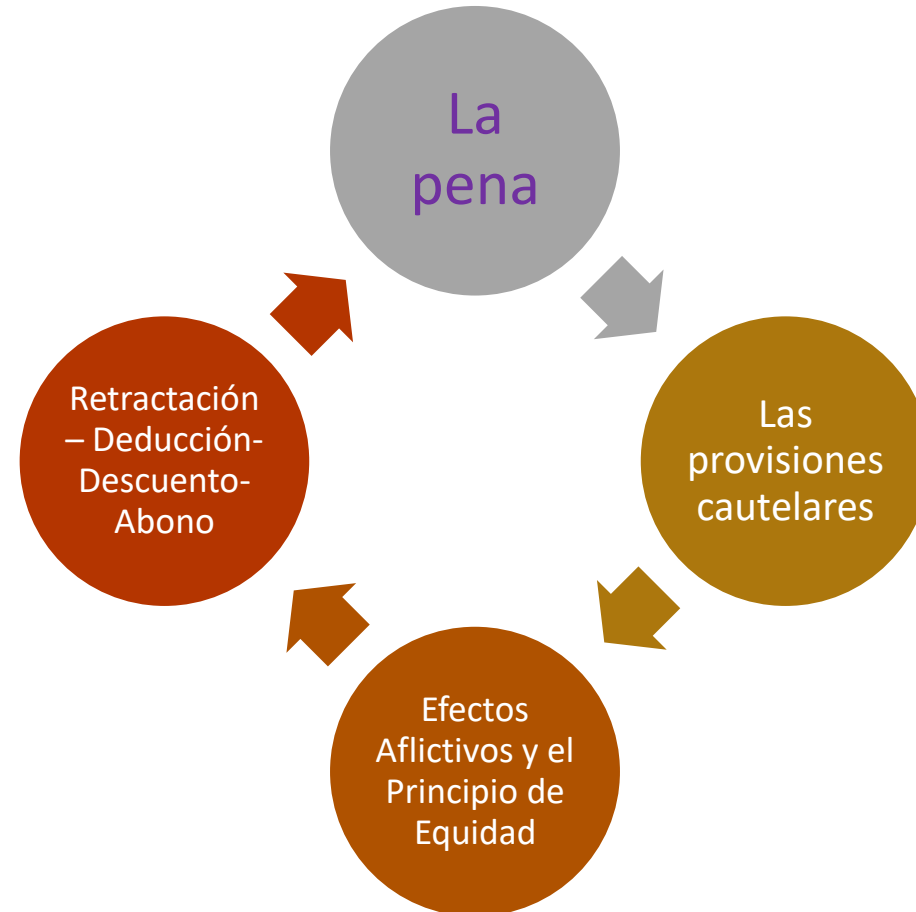 La
pena
Las
provisiones
cautelares
Efectos
Aflictivos y el
Principio de
Equidad
Retractación
– Deducción-
Descuento-
Abono